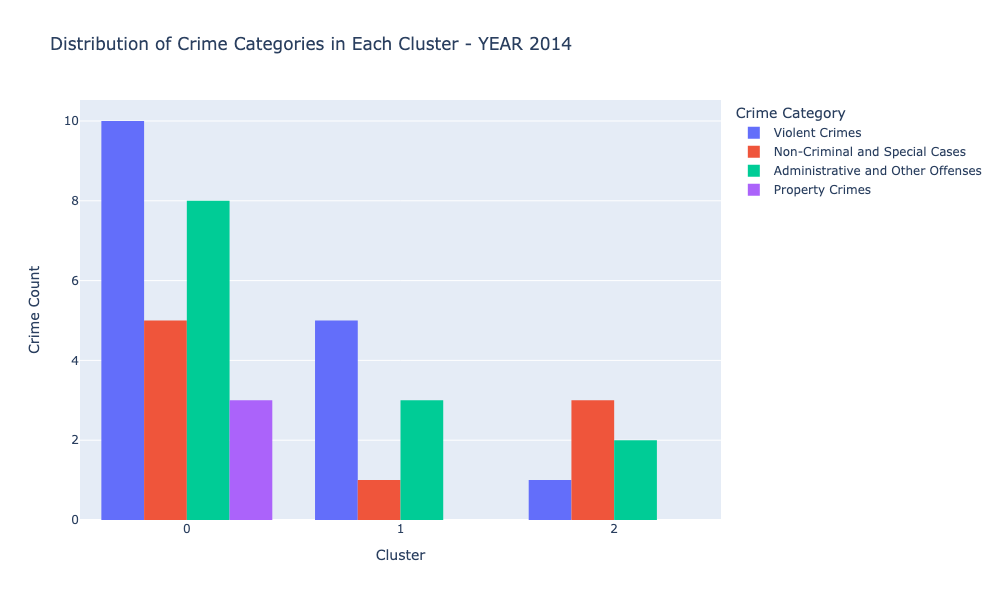 Distribution of Crime Categories in Each Cluster - YEAR 2014
Crime Category
Violent Crimes
Non-Criminal and Special Cases
Administrative and Other Offenses
Property Crimes
Crime Count
10
8
6
4
2
0
0 1 2
Cluster